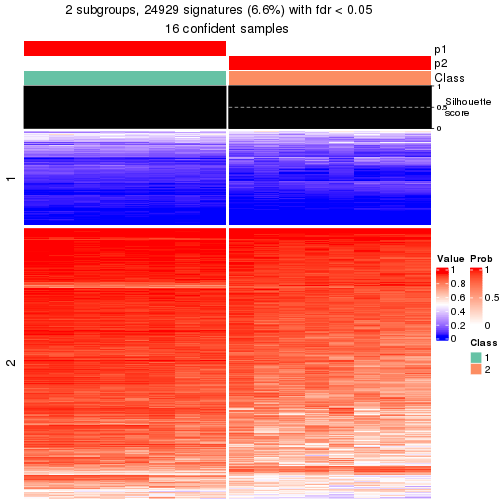 2 subgroups, 24929 signatures (6.6%) with fdr < 0.05
16 confident samples
p1
p2
Class
1
0.5
0
Silhouette
score
1
2
Value
1
0.8
0.6
0.4
0.2
0
Prob
1
0.5
0
Class
1
2